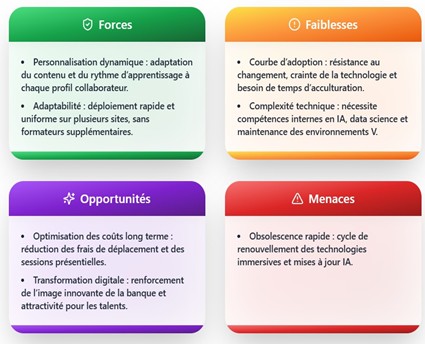 Forces
• Personnalisation dynamique : adaptation
du contenu et du rythme d'apprentissage à
chaque profil collaborateur.
• Adaptabilité : déploiement rapide et
uniforme sur plusieurs sites, sans
formateurs supplémentaires.
Faiblesses
• Courbe d'adoption : résistance au
changement, crainte de la technologie et
besoin de temps d'acculturation.
• Complexité technique : nécessite
compétences internes en IA, data science et
maintenance des environnements V.
Opportunités
• Optimisation des coûts long terme :
réduction des frais de déplacement et des
sessions présentielles.
• Transformation digitale : renforcement
de l'image innovante de la banque et
attractivité pour les talents.
Menaces
• Obsolescence rapide : cycle de
renouvellement des technologies
immersives et mises à jour IA.